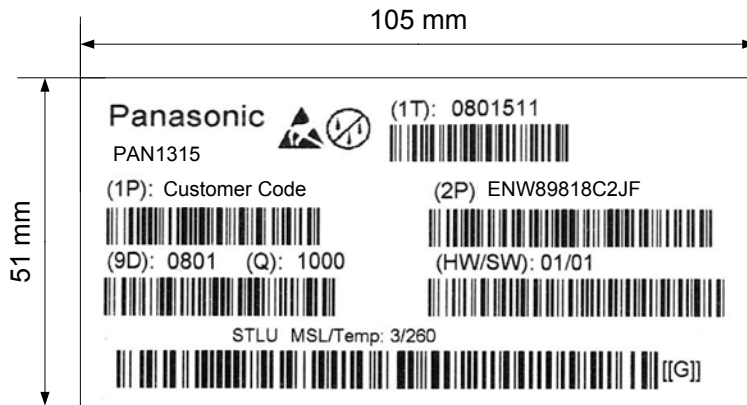 105 mm
51 mm
Panasonic
(1T): 0801511
PAN1315
(1P): Customer Code
(2P) ENW89818C2JF
(9D): 0801 (Q): 1000
(HW/SW): 01/01
STLU MSL/Temp: 3/260
[[G]]